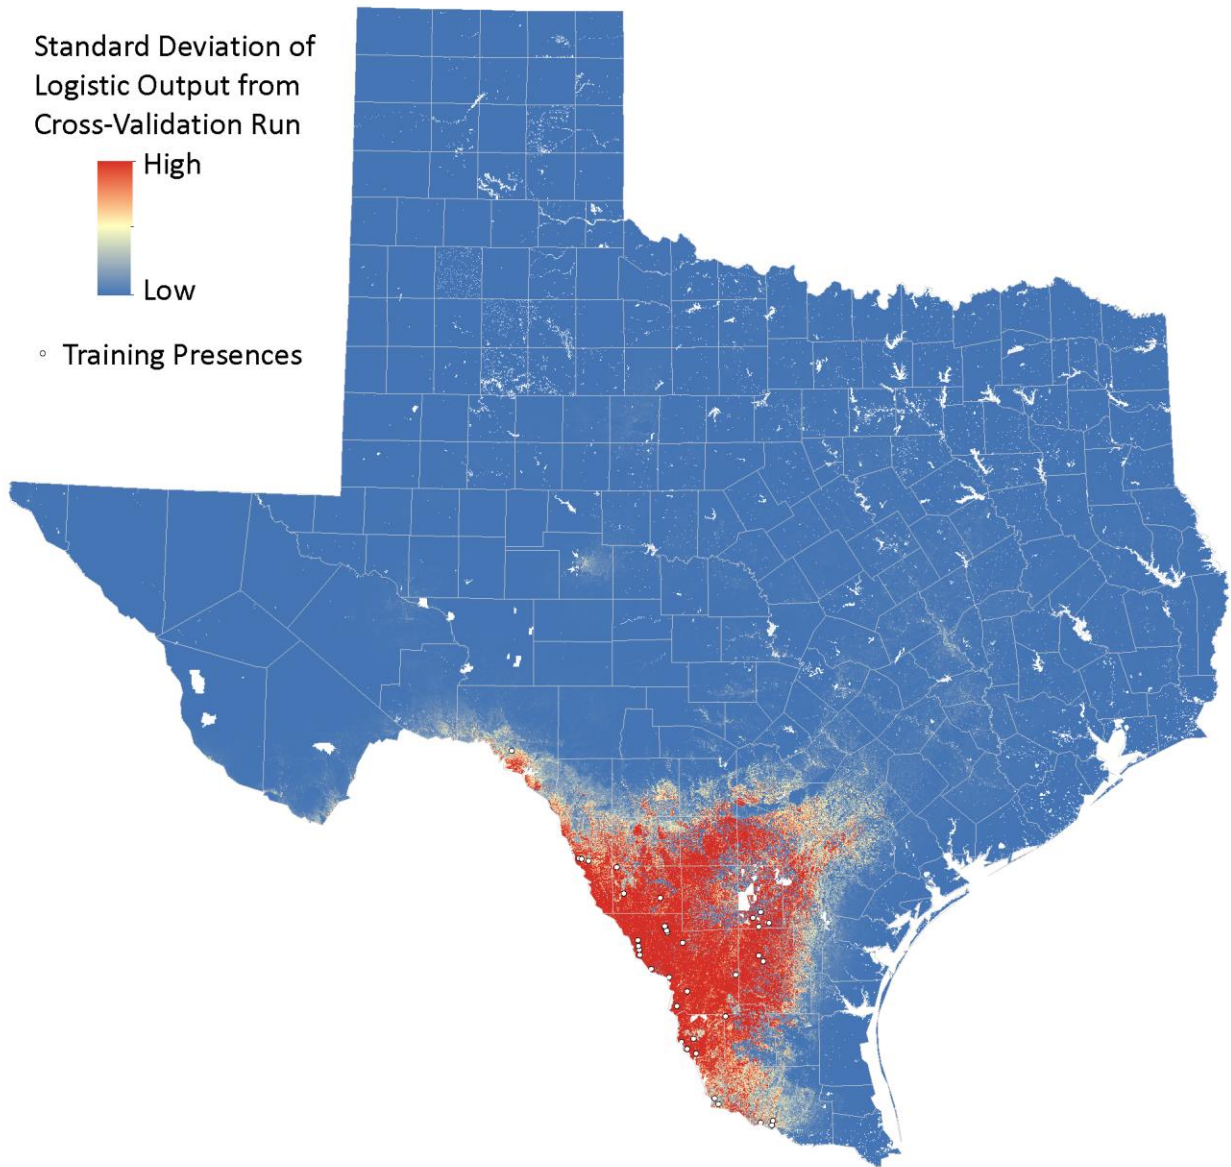 Standard Deviation of
Logistic Output from
Cross-Validation Run
High
Low
Training Presences